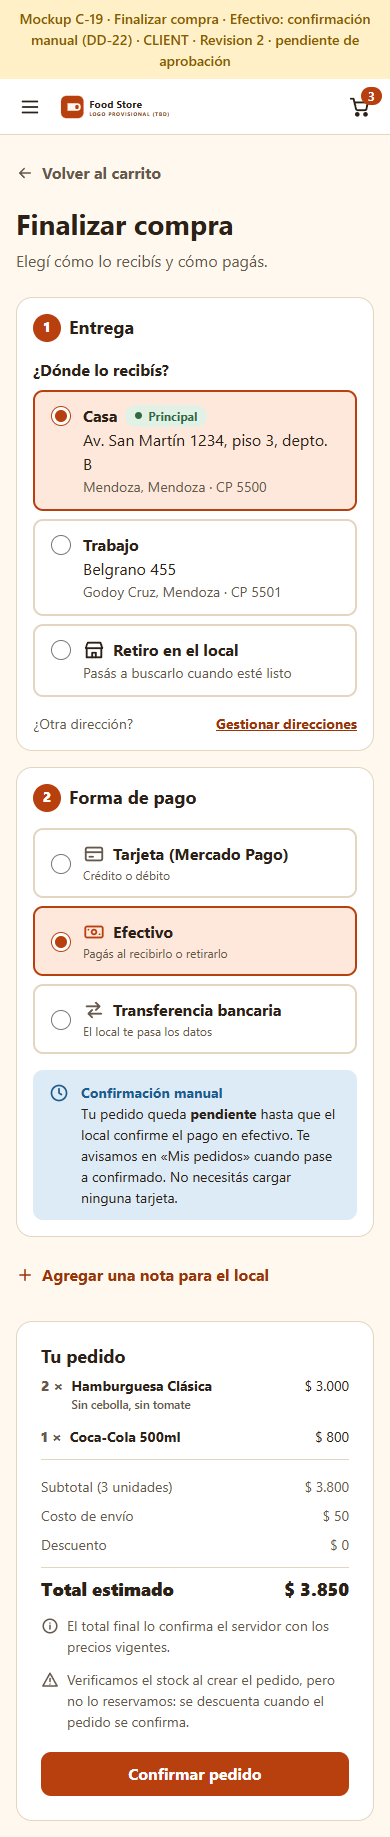 Mockup C-19 · Finalizar compra · Efectivo: confirmación
manual (DD-22) · CLIENT · Revision 2 · pendiente de
aprobación
Food Store
LOGO PROVISIONAL (TBD)
3
← Volver al carrito
Finalizar compra
Elegí cómo lo recibís y cómo pagás.
1 Entrega
¿Dónde lo recibís?
Casa • Principal
Av. San Martín 1234, piso 3, depto.
B
Mendoza, Mendoza · CP 5500
Trabajo
Belgrano 455
Godoy Cruz, Mendoza · CP 5501
Retiro en el local
Pasás a buscarlo cuando esté listo
¿Otra dirección? Gestionar direcciones
2 Forma de pago
Tarjeta (Mercado Pago)
Crédito o débito
Efectivo
Pagás al recibirlo o retirarlo
Transferencia bancaria
El local te pasa los datos
Confirmación manual
Tu pedido queda pendiente hasta que el
local confirme el pago en efectivo. Te
avisamos en «Mis pedidos» cuando pase
a confirmado. No necesitás cargar
ninguna tarjeta.
+ Agregar una nota para el local
Tu pedido
2 × Hamburguesa Clásica $ 3.000
Sin cebolla, sin tomate
1 × Coca-Cola 500ml $ 800
Subtotal (3 unidades) $ 3.800
Costo de envío $ 50
Descuento $ 0
Total estimado $ 3.850
El total final lo confirma el servidor con los
precios vigentes.
Verificamos el stock al crear el pedido, pero
no lo reservamos: se descuenta cuando el
pedido se confirma.
Confirmar pedido